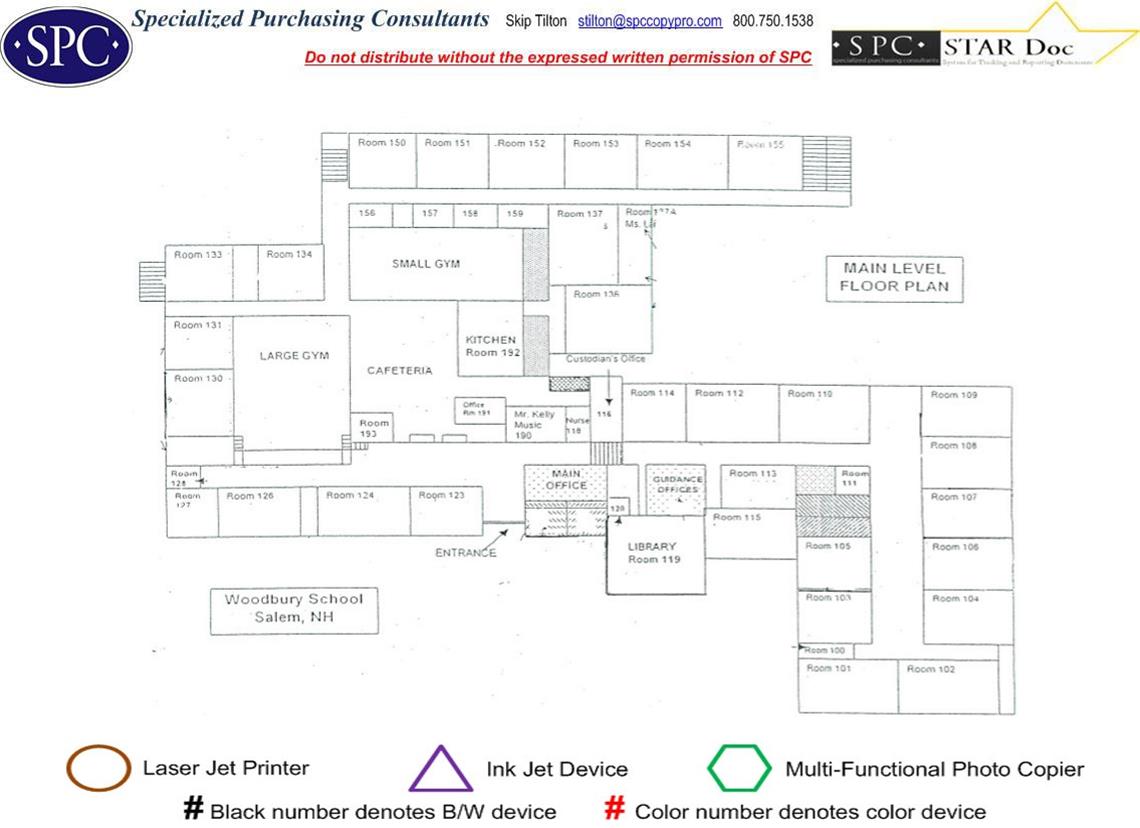 SPC
Specialized Purchasing Consultants Skip Tilton stilton@spccopypro.com 800.750.1538
Do not distribute without the expressed written permission of SPC
• SPC • STAR Doc
specialized purchasing consultants System for Tracking and Reporting Documents
Room 150 Room 151 Room 152 Room 153 Room 154 Room 155
156 157 158 159 Room 137 Room 137A
Ms.
Room 133 Room 134
SMALL GYM
MAIN LEVEL
FLOOR PLAN
Room 136
Room 131
LARGE GYM
KITCHEN
Room 192
Custodian's Office
CAFETERIA
Room 130
Room 114 Room 112 Room 110 Room 109
Office
Rm 191
Mr. Kelly
Music
190
Nurse
118
116
Room
193
Room 108
Room
128
MAIN
OFFICE
GUIDANCE
OFFICES
Room 113 Room
111
Room
127
Room 126 Room 124 Room 123
Room 107
120
Room 115
ENTRANCE
LIBRARY
Room 119
Room 105 Room 106
Woodbury School
Salem, NH
Room 103 Room 104
Room 100
Room 101 Room 102
Laser Jet Printer Ink Jet Device Multi-Functional Photo Copier
# Black number denotes B/W device # Color number denotes color device